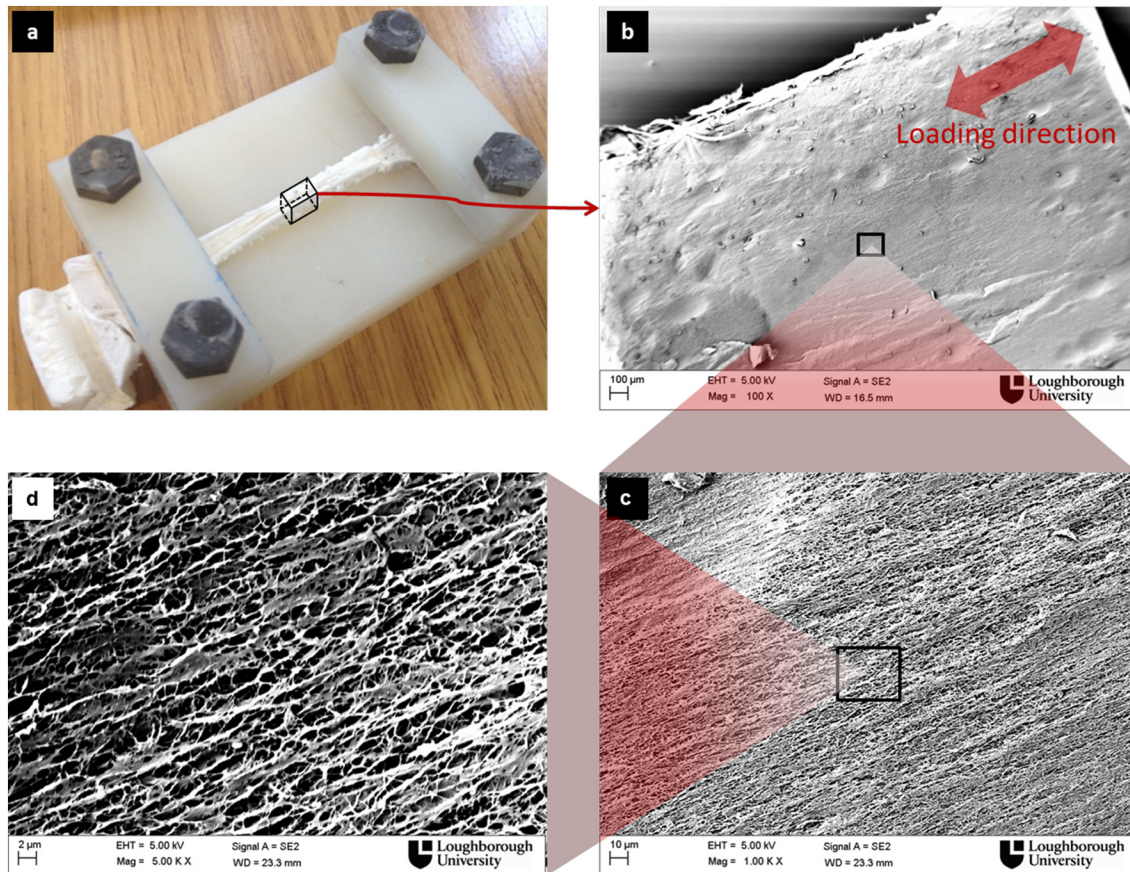 a
b
Loading direction
100 µm
EHT = 5.00 kV
Signal A = SE2
Mag = 100 X
WD = 16.5 mm
Loughborough
University
d
2 µm
EHT = 5.00 kV
Signal A = SE2
Mag = 5.00 K X
WD = 23.3 mm
Loughborough
University
c
10 µm
EHT = 5.00 kV
Signal A = SE2
Mag = 1.00 K X
WD = 23.3 mm
Loughborough
University